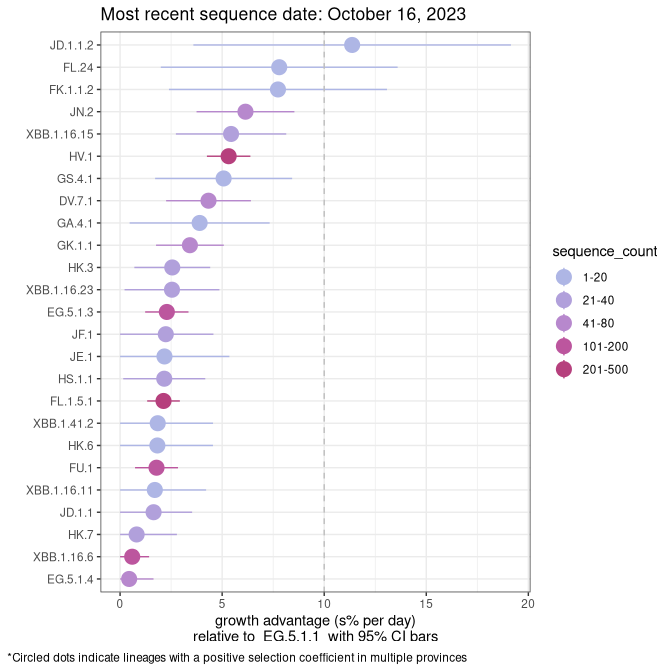 Most recent sequence date: October 16, 2023
JD.1.1.2
FL.24
FK.1.1.2
JN.2
XBB.1.16.15
HV.1
GS.4.1
DV.7.1
GA.4.1
GK.1.1
HK.3
XBB.1.16.23
EG.5.1.3
JF.1
JE.1
HS.1.1
FL.1.5.1
XBB.1.41.2
HK.6
FU.1
XBB.1.16.11
JD.1.1
HK.7
XBB.1.16.6
EG.5.1.4
0 5 10 15 20
growth advantage (s% per day)
relative to EG.5.1.1 with 95% CI bars
sequence_count
1-20
21-40
41-80
101-200
201-500
*Circled dots indicate lineages with a positive selection coefficient in multiple provinces